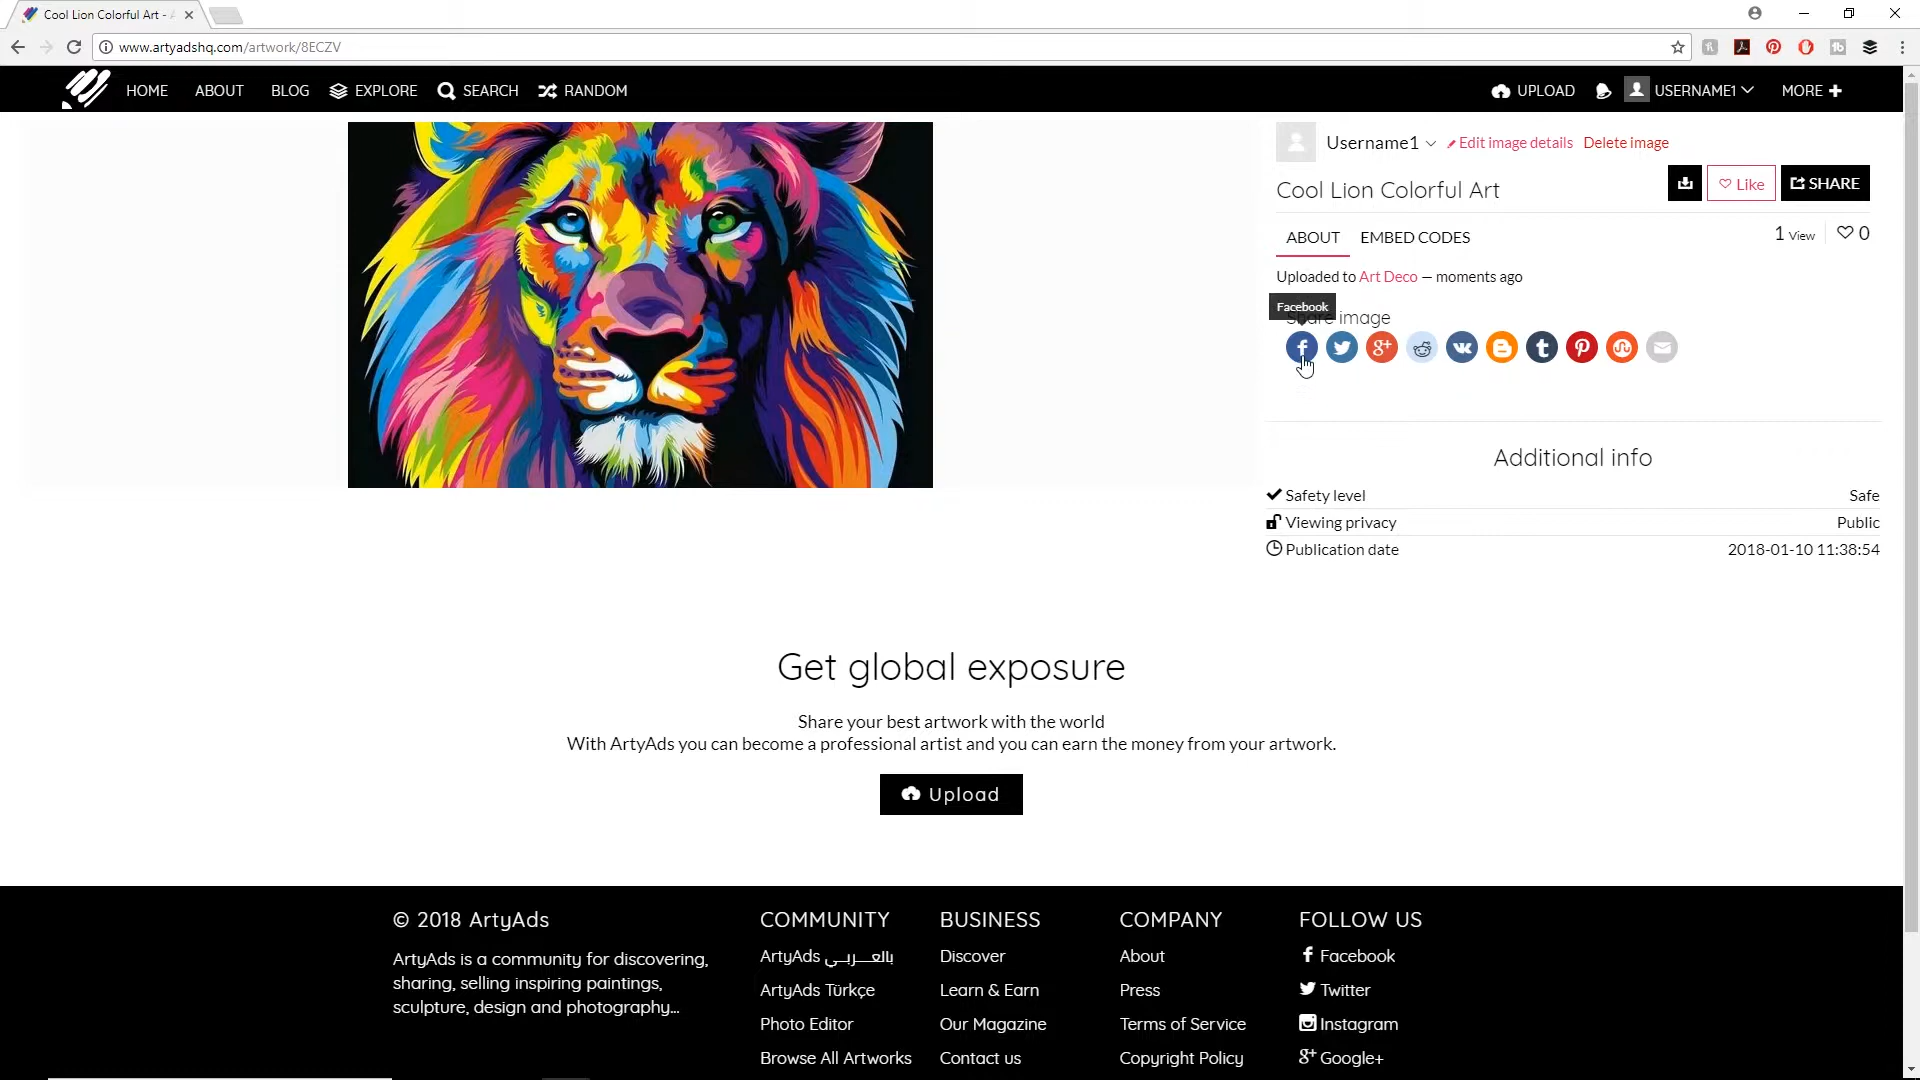 Cool Lion Colorful Art - A
www.artyadshq.com/artwork/8ECZV
HOME ABOUT BLOG EXPLORE SEARCH RANDOM UPLOAD USERNAME1 MORE
Username1 Edit image details Delete image
Cool Lion Colorful Art Like SHARE
ABOUT EMBED CODES 1 View 0
Uploaded to Art Deco — moments ago
Facebook
Share image
Additional info
Safety level Safe
Viewing privacy Public
Publication date 2018-01-10 11:38:54
Get global exposure
Share your best artwork with the world
With ArtyAds you can become a professional artist and you can earn the money from your artwork.
Upload
© 2018 ArtyAds
ArtyAds is a community for discovering,
sharing, selling inspiring paintings,
sculpture, design and photography...
COMMUNITY
ArtyAds بالعربي
ArtyAds Türkçe
Photo Editor
Browse All Artworks
BUSINESS
Discover
Learn & Earn
Our Magazine
Contact us
COMPANY
About
Press
Terms of Service
Copyright Policy
FOLLOW US
Facebook
Twitter
Instagram
Google+